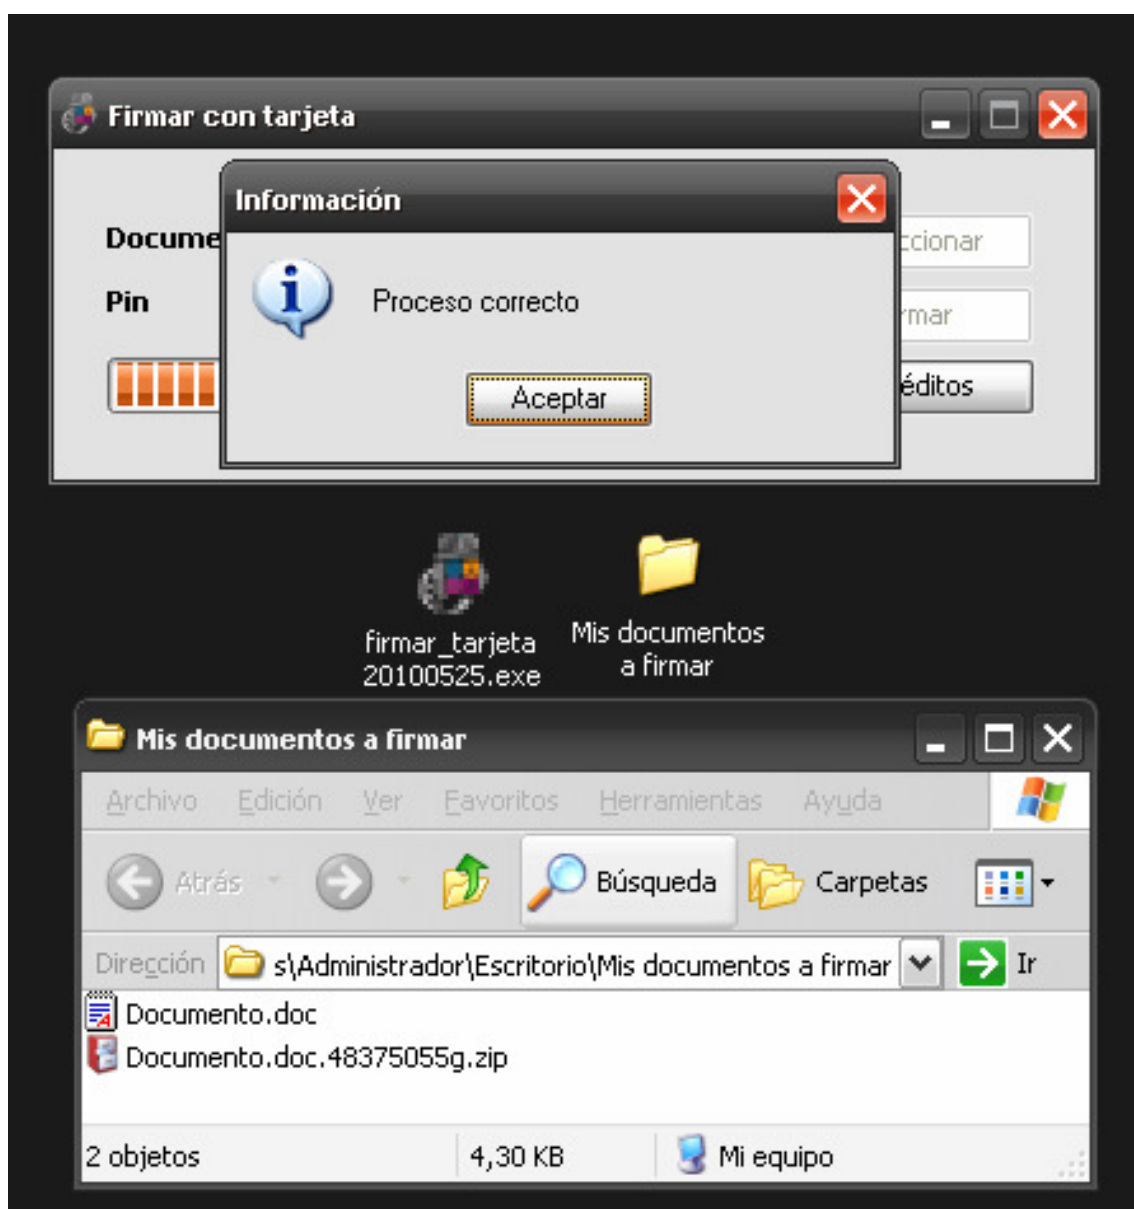 Firmar con tarjeta
Información
Docume
ccionar
Proceso correcto
Pin
rmar
Aceptar
éditos
firmar_tarjeta
20100525.exe
Mis documentos
a firmar
Mis documentos a firmar
Archivo Edición Ver Favoritos Herramientas Ayuda
Atrás Búsqueda Carpetas
Dirección s\Administrador\Escritorio\Mis documentos a firmar Ir
Documento.doc
Documento.doc.48375055g.zip
2 objetos 4,30 KB Mi equipo